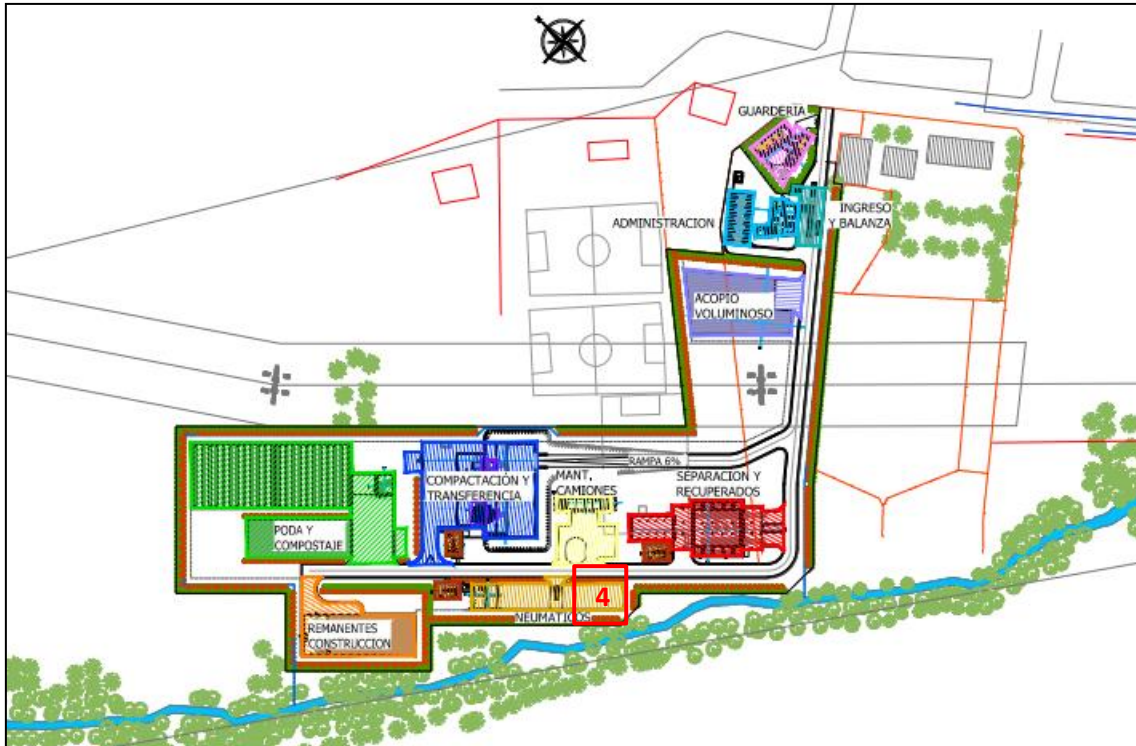 GUARDERIA
ADMINISTRACION
INGRESO
Y BALANZA
ACOPIO
VOLUMINOSO
RAMPA 6%
COMPACTACIÓN Y
TRANSFERENCIA
MANT.
CAMIONES
SEPARACION Y
RECUPERADOS
PODA Y
COMPOSTAJE
4
NEUMATICOS
REMANENTES
CONSTRUCCION